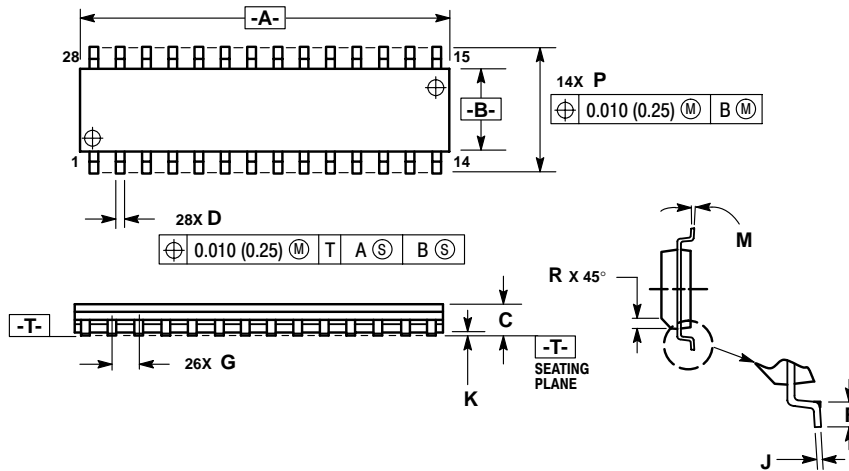 -A-
28
15
-B-
14X P
⌖ 0.010 (0.25) Ⓜ B Ⓜ
1
14
28X D
⌖ 0.010 (0.25) Ⓜ T A Ⓢ B Ⓢ
M
R X 45°
-T-
C
-T-
SEATING
PLANE
26X G
K
J